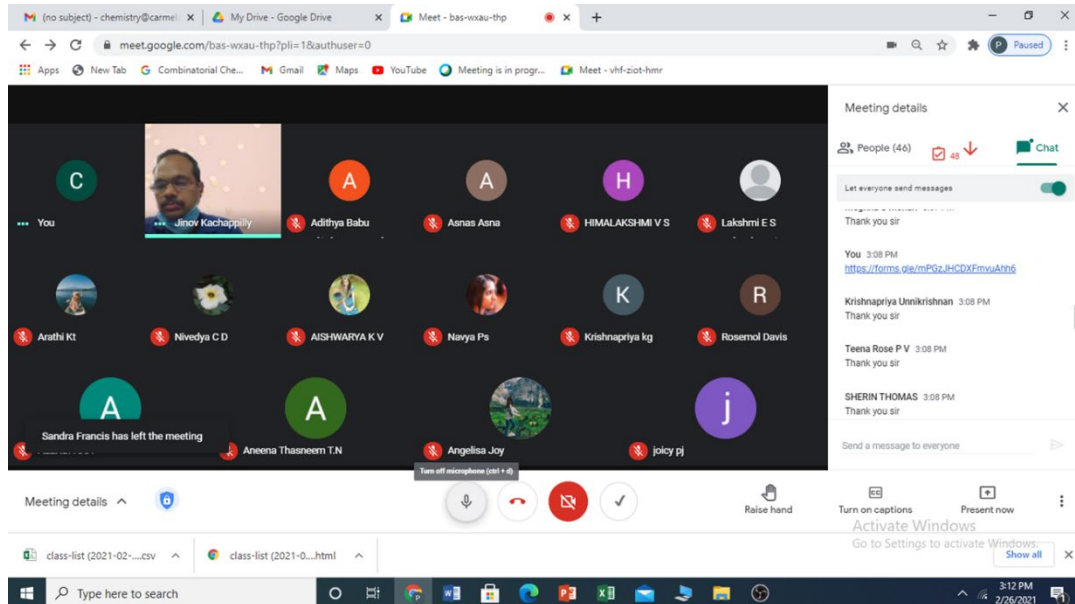 (no subject) - chemistry@carmel
My Drive - Google Drive
Meet - bas-wxau-thp
meet.google.com/bas-wxau-thp?pli=1&authuser=0
P Paused
Apps
New Tab
Combinatorial Che...
Gmail
Maps
YouTube
Meeting is in progr...
Meet - vhf-ziot-hmr
C
You
Jinov Kachappilly
A
Adithya Babu
A
Asnas Asna
H
HIMALAKSHMI V S
Lakshmi E S
Arathi Kt
Nivedya C D
AISHWARYA K V
Navya Ps
K
Krishnapriya kg
R
Rosemol Davis
A
Sandra Francis has left the meeting
A
Aneena Thasneem T.N
Angelisa Joy
j
joicy pj
Turn off microphone (ctrl + d)
Meeting details
People (46)
48
Chat
Let everyone send messages
Thank you sir
You 3:08 PM
https://forms.gle/mPGzJHCDXFmvuAhh6
Krishnapriya Unnikrishnan 3:08 PM
Thank you sir
Teena Rose P V 3:08 PM
Thank you sir
SHERIN THOMAS 3:08 PM
Thank you sir
Send a message to everyone
Meeting details
Raise hand
CC
Turn on captions
Present now
Activate Windows
Go to Settings to activate Windows.
class-list (2021-02-....csv
class-list (2021-0....html
Show all
Type here to search
3:12 PM
2/26/2021